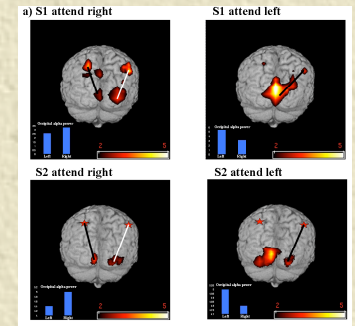 a) S1 attend right
S1 attend left
Occipital alpha power
Left Right
2 5
Occipital alpha power
Left Right
2 5
S2 attend right
S2 attend left
Occipital alpha power
Left Right
2 5
Occipital alpha power
Left Right
2 5